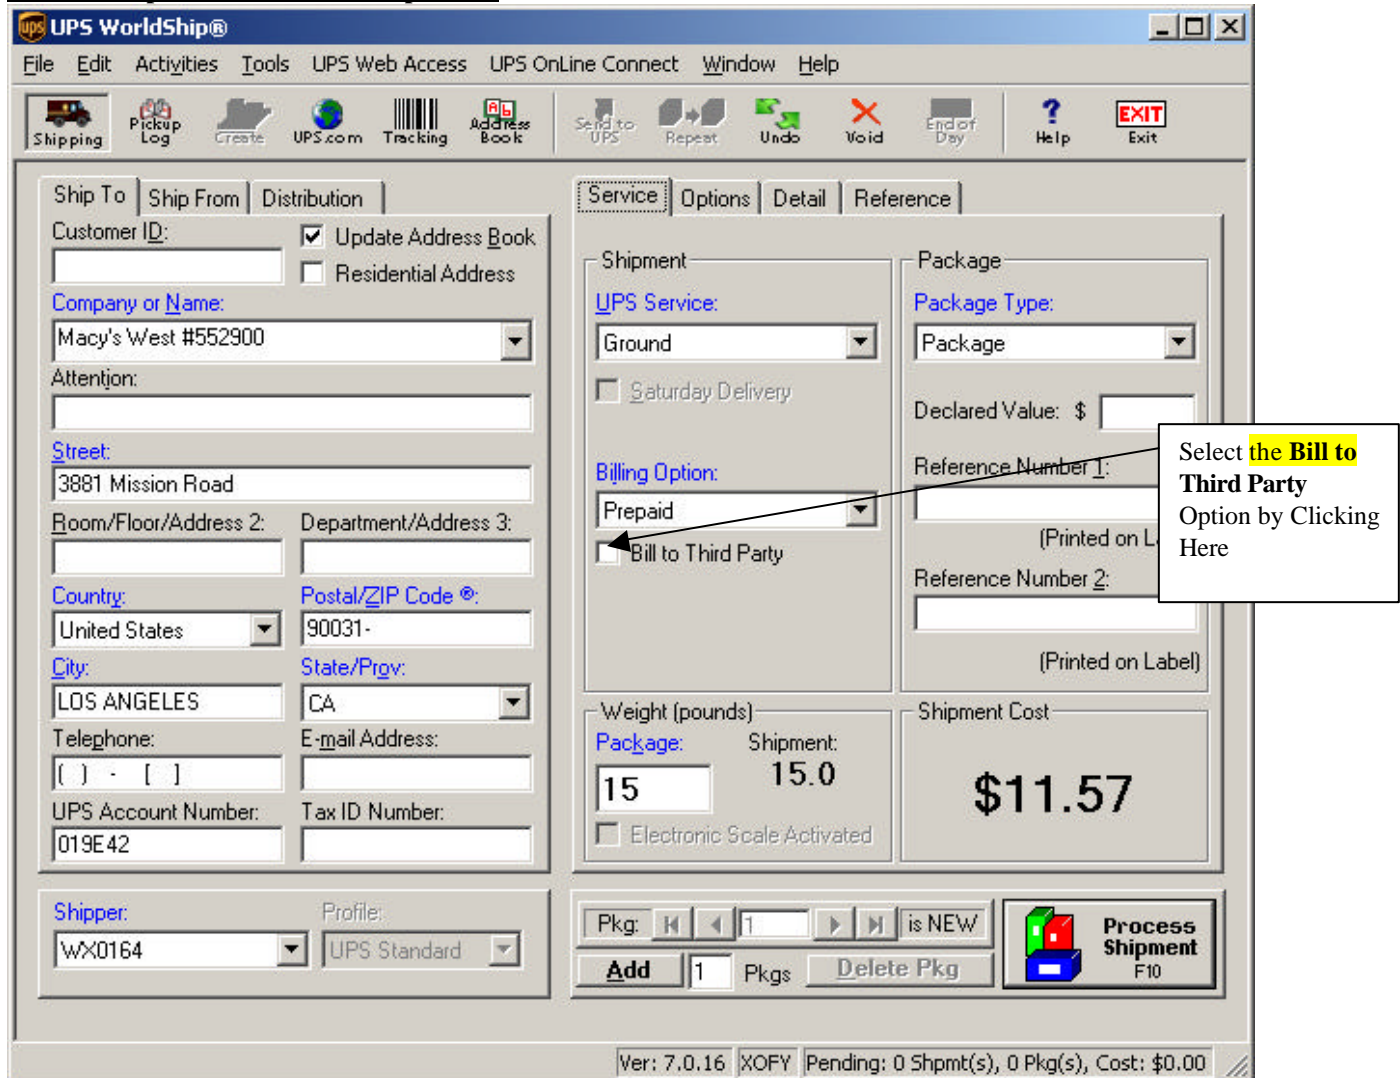 ups UPS WorldShip®
File Edit Activities Tools UPS Web Access UPS OnLine Connect Window Help
Shipping Pickup Log Create UPS.com Tracking Address Book Send to UPS Repeat Undo Void End of Day ? Help EXIT Exit
Ship To Ship From Distribution
Customer ID:
Update Address Book
Residential Address
Company or Name:
Macy's West #552900
Attention:
Street:
3881 Mission Road
Room/Floor/Address 2: Department/Address 3:
Country: Postal/ZIP Code ®:
United States 90031-
City: State/Prov:
LOS ANGELES CA
Telephone: E-mail Address:
( ) - [ ]
UPS Account Number: Tax ID Number:
019E42
Shipper: Profile:
WX0164 UPS Standard
Service Options Detail Reference
Shipment
UPS Service:
Ground
Saturday Delivery
Billing Option:
Prepaid
Bill to Third Party
Package
Package Type:
Package
Declared Value: $
Reference Number 1:
(Printed on L
Reference Number 2:
(Printed on Label)
Select the Bill to
Third Party
Option by Clicking
Here
Weight (pounds)
Package: Shipment:
15 15.0
Electronic Scale Activated
Shipment Cost
$11.57
Pkg: 1 is NEW
Add 1 Pkgs Delete Pkg
Process
Shipment
F10
Ver: 7.0.16 XOFY Pending: 0 Shpmt(s), 0 Pkg(s), Cost: $0.00